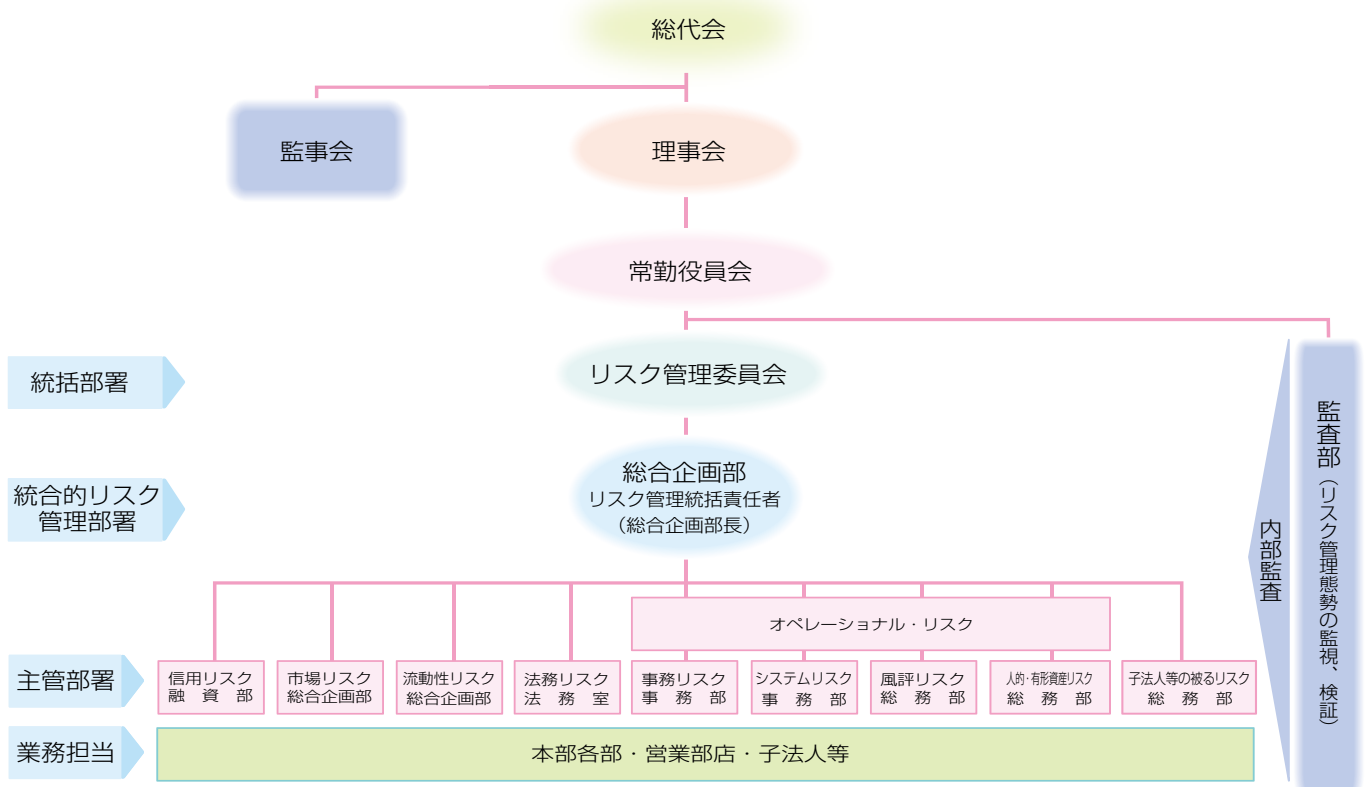 総代会
監事会
理事会
常勤役員会
統括部署
リスク管理委員会
統合的リスク
管理部署
総合企画部
リスク管理統括責任者
（総合企画部長）
監査部（リスク管理態勢の監視、検証）
内部監査
オペレーショナル・リスク
主管部署
信用リスク
融資部
市場リスク
総合企画部
流動性リスク
総合企画部
法務リスク
法務室
事務リスク
事務部
システムリスク
事務部
風評リスク
総務部
人的・有形資産リスク
総務部
子法人等の被るリスク
総務部
業務担当
本部各部・営業部店・子法人等